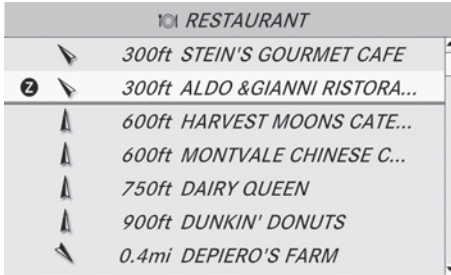 RESTAURANT
300ft STEIN'S GOURMET CAFE
Z 300ft ALDO &GIANNI RISTORA...
600ft HARVEST MOONS CATE...
600ft MONTVALE CHINESE C...
750ft DAIRY QUEEN
900ft DUNKIN' DONUTS
0.4mi DEPIERO'S FARM